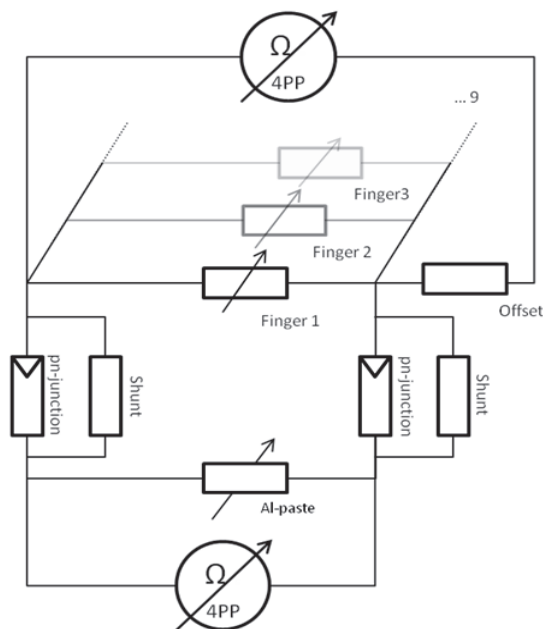 Ω
4PP
... 9
Finger3
Finger 2
Finger 1
Offset
pn-junction
Shunt
pn-junction
Shunt
Al-paste
Ω
4PP